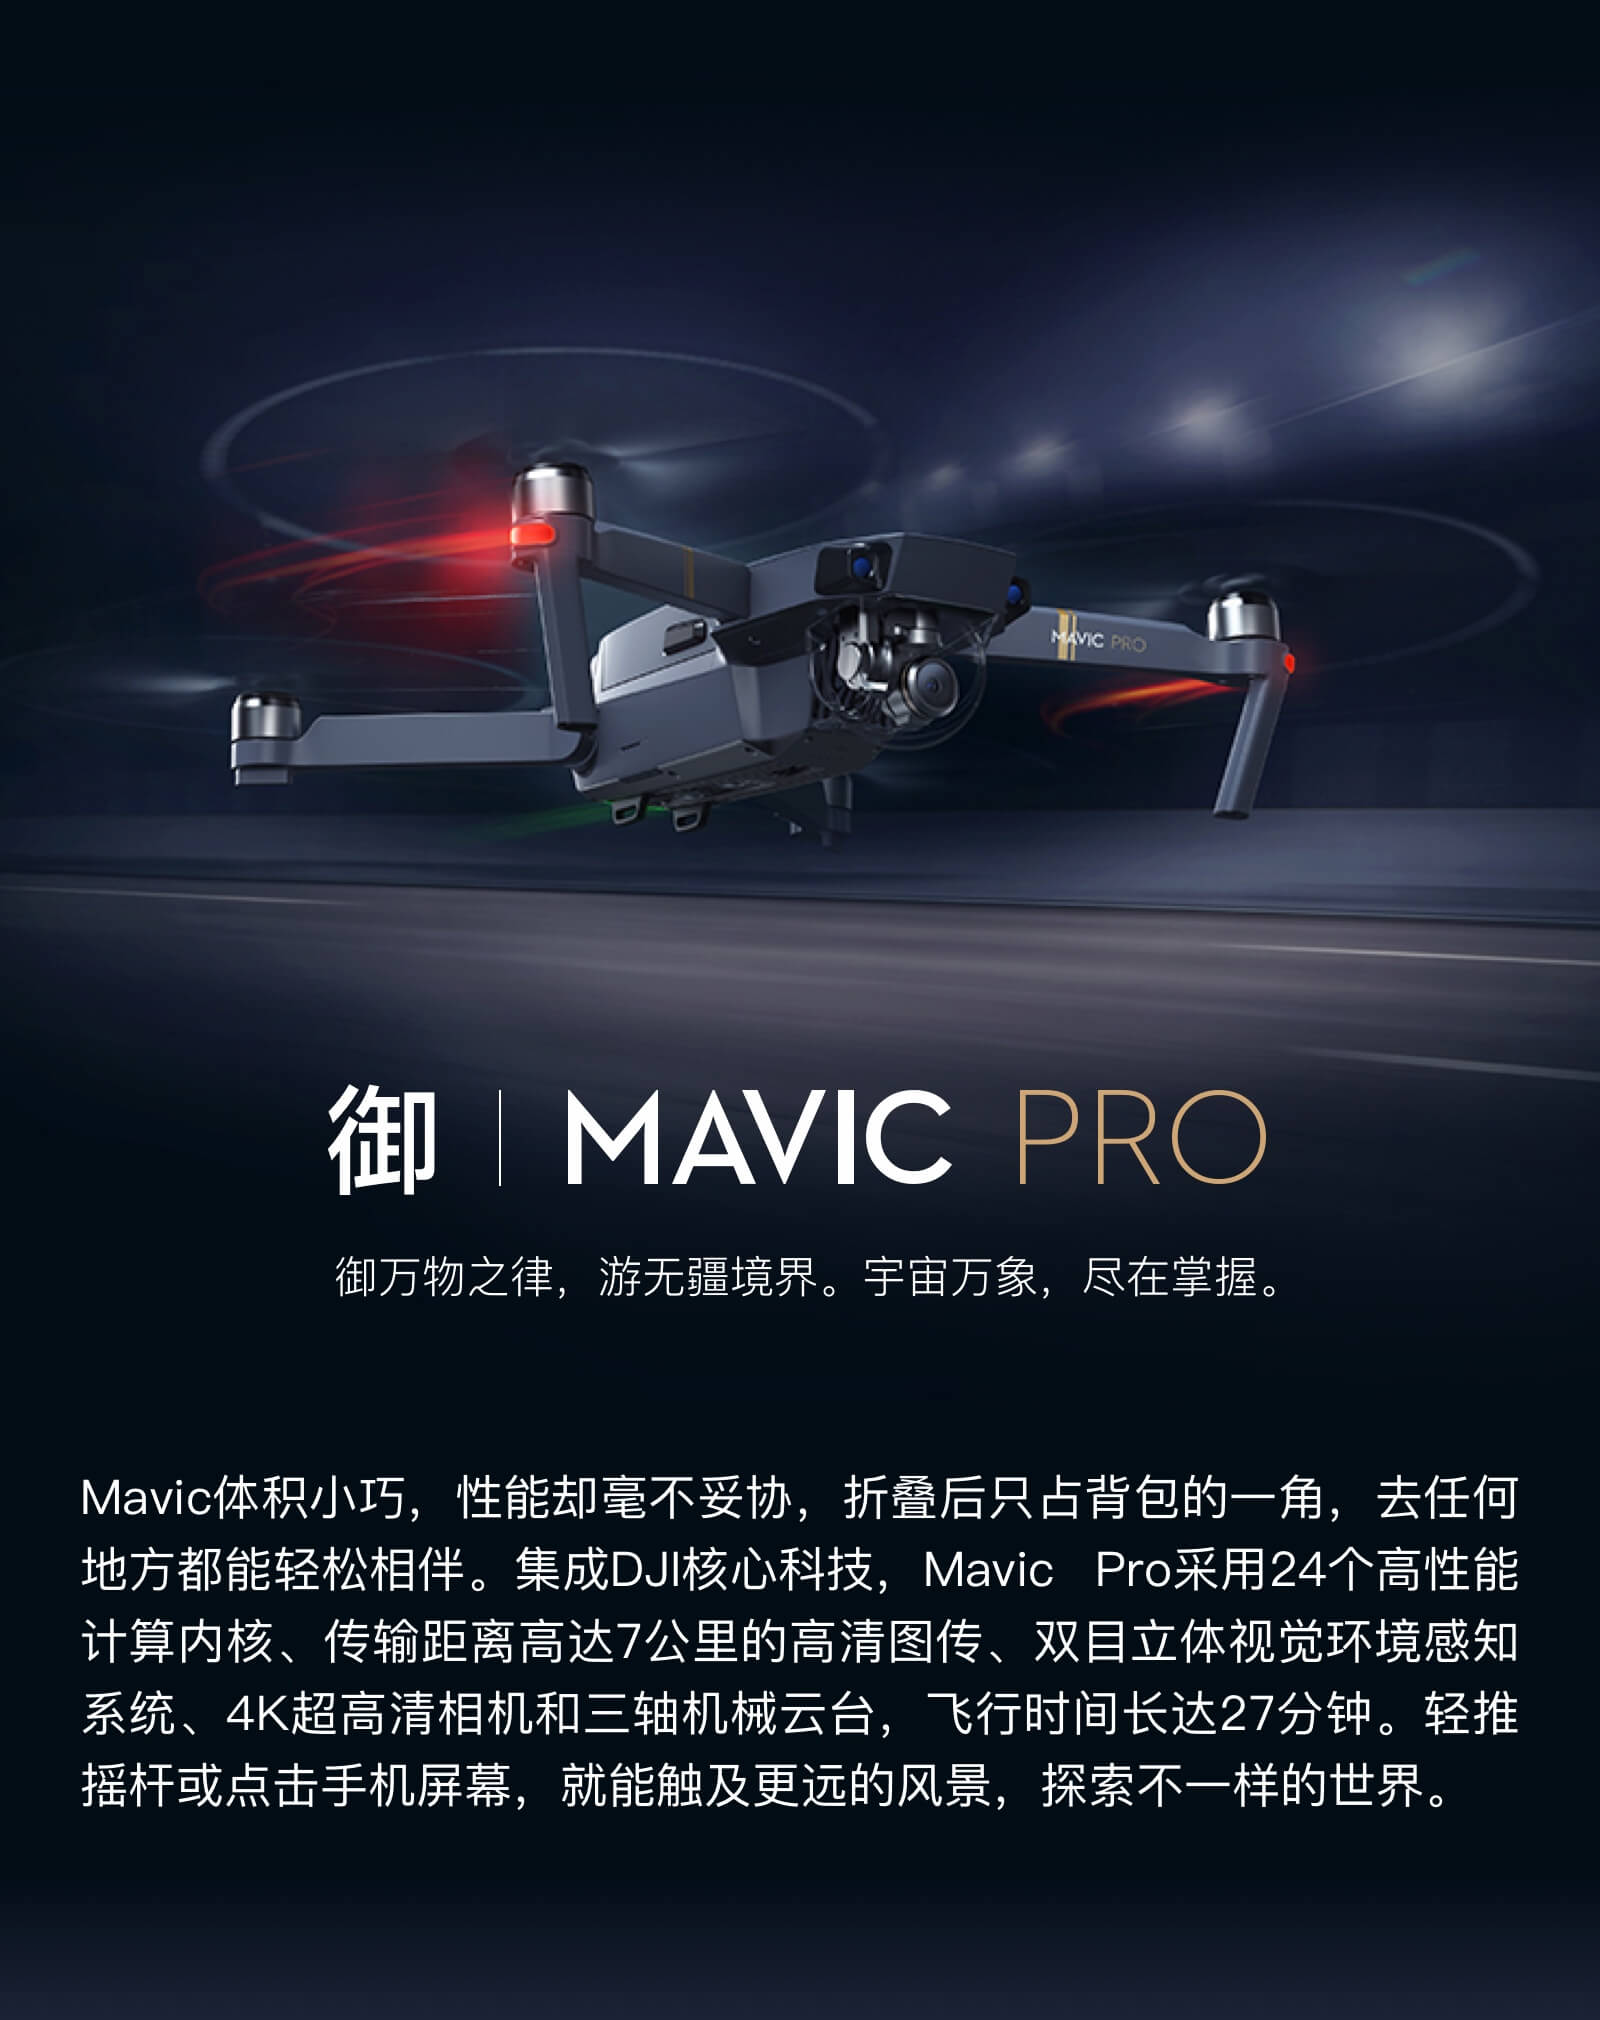 MAVIC PRO
御 | MAVIC PRO
御万物之律，游无疆境界。宇宙万象，尽在掌握。
Mavic体积小巧，性能却毫不妥协，折叠后只占背包的一角，去任何
地方都能轻松相伴。集成DJI核心科技，Mavic Pro采用24个高性能
计算内核、传输距离高达7公里的高清图传、双目立体视觉环境感知
系统、4K超高清相机和三轴机械云台，飞行时间长达27分钟。轻推
摇杆或点击手机屏幕，就能触及更远的风景，探索不一样的世界。